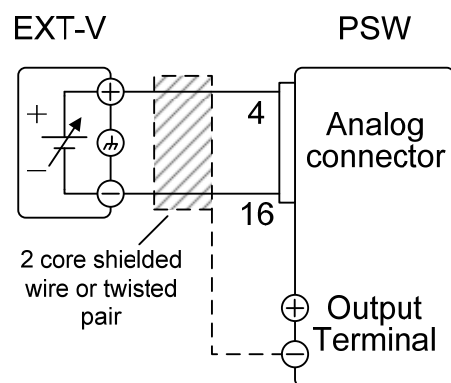 EXT-V
PSW
+
−
4
16
Analog
connector
2 core shielded
wire or twisted
pair
+ Output
Terminal
−